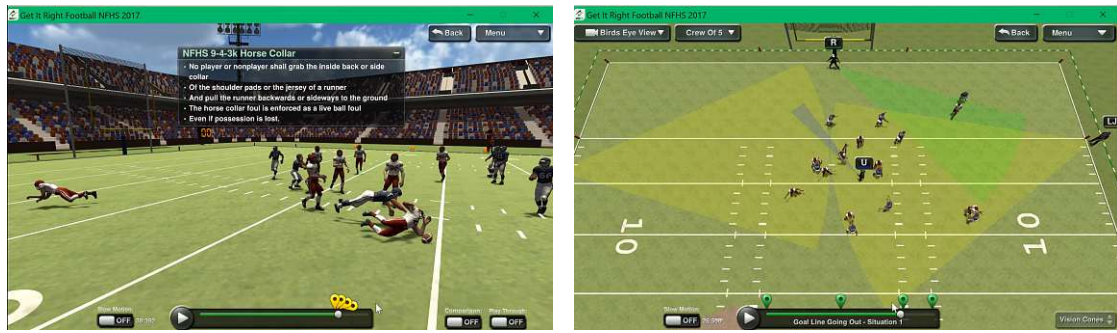 Get It Right Football NFHS 2017
Back
Menu
NFHS 9-4-3k Horse Collar
• No player or nonplayer shall grab the inside back or side collar
• Of the shoulder pads or the jersey of a runner
• And pull the runner backwards or sideways to the ground
• The horse collar foul is enforced as a live ball foul
• Even if possession is lost.
Slow Motion
OFF
Comparison
OFF
Play-Through
OFF
Get It Right Football NFHS 2017
Birds Eye View
Crew Of 5
Back
Menu
R
LJ
U
10
10
Slow Motion
OFF
Goal Line Going Out - Situation 1
Vision Cones